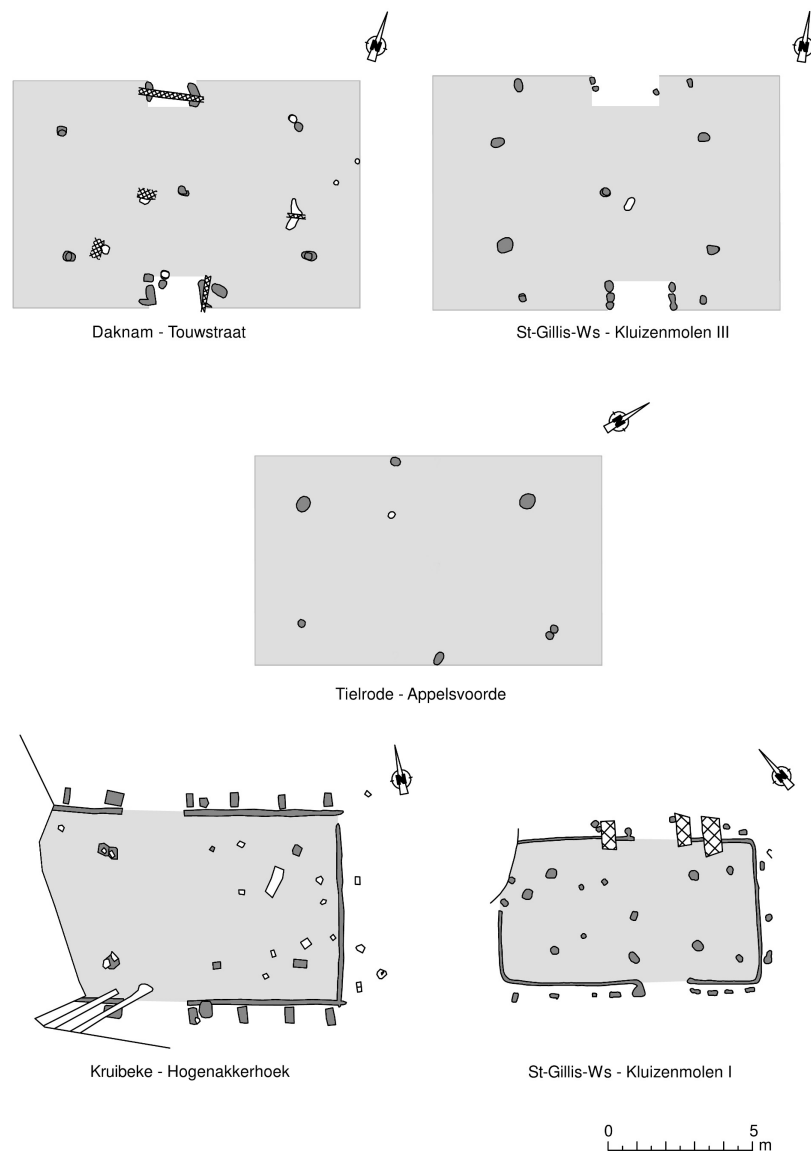 N
N
Daknam - Touwstraat
St-Gillis-Ws - Kluizenmolen III
N
Tielrode - Appelsvoorde
N
N
Kruibeke - Hogenakkerhoek
St-Gillis-Ws - Kluizenmolen I
0 5
m